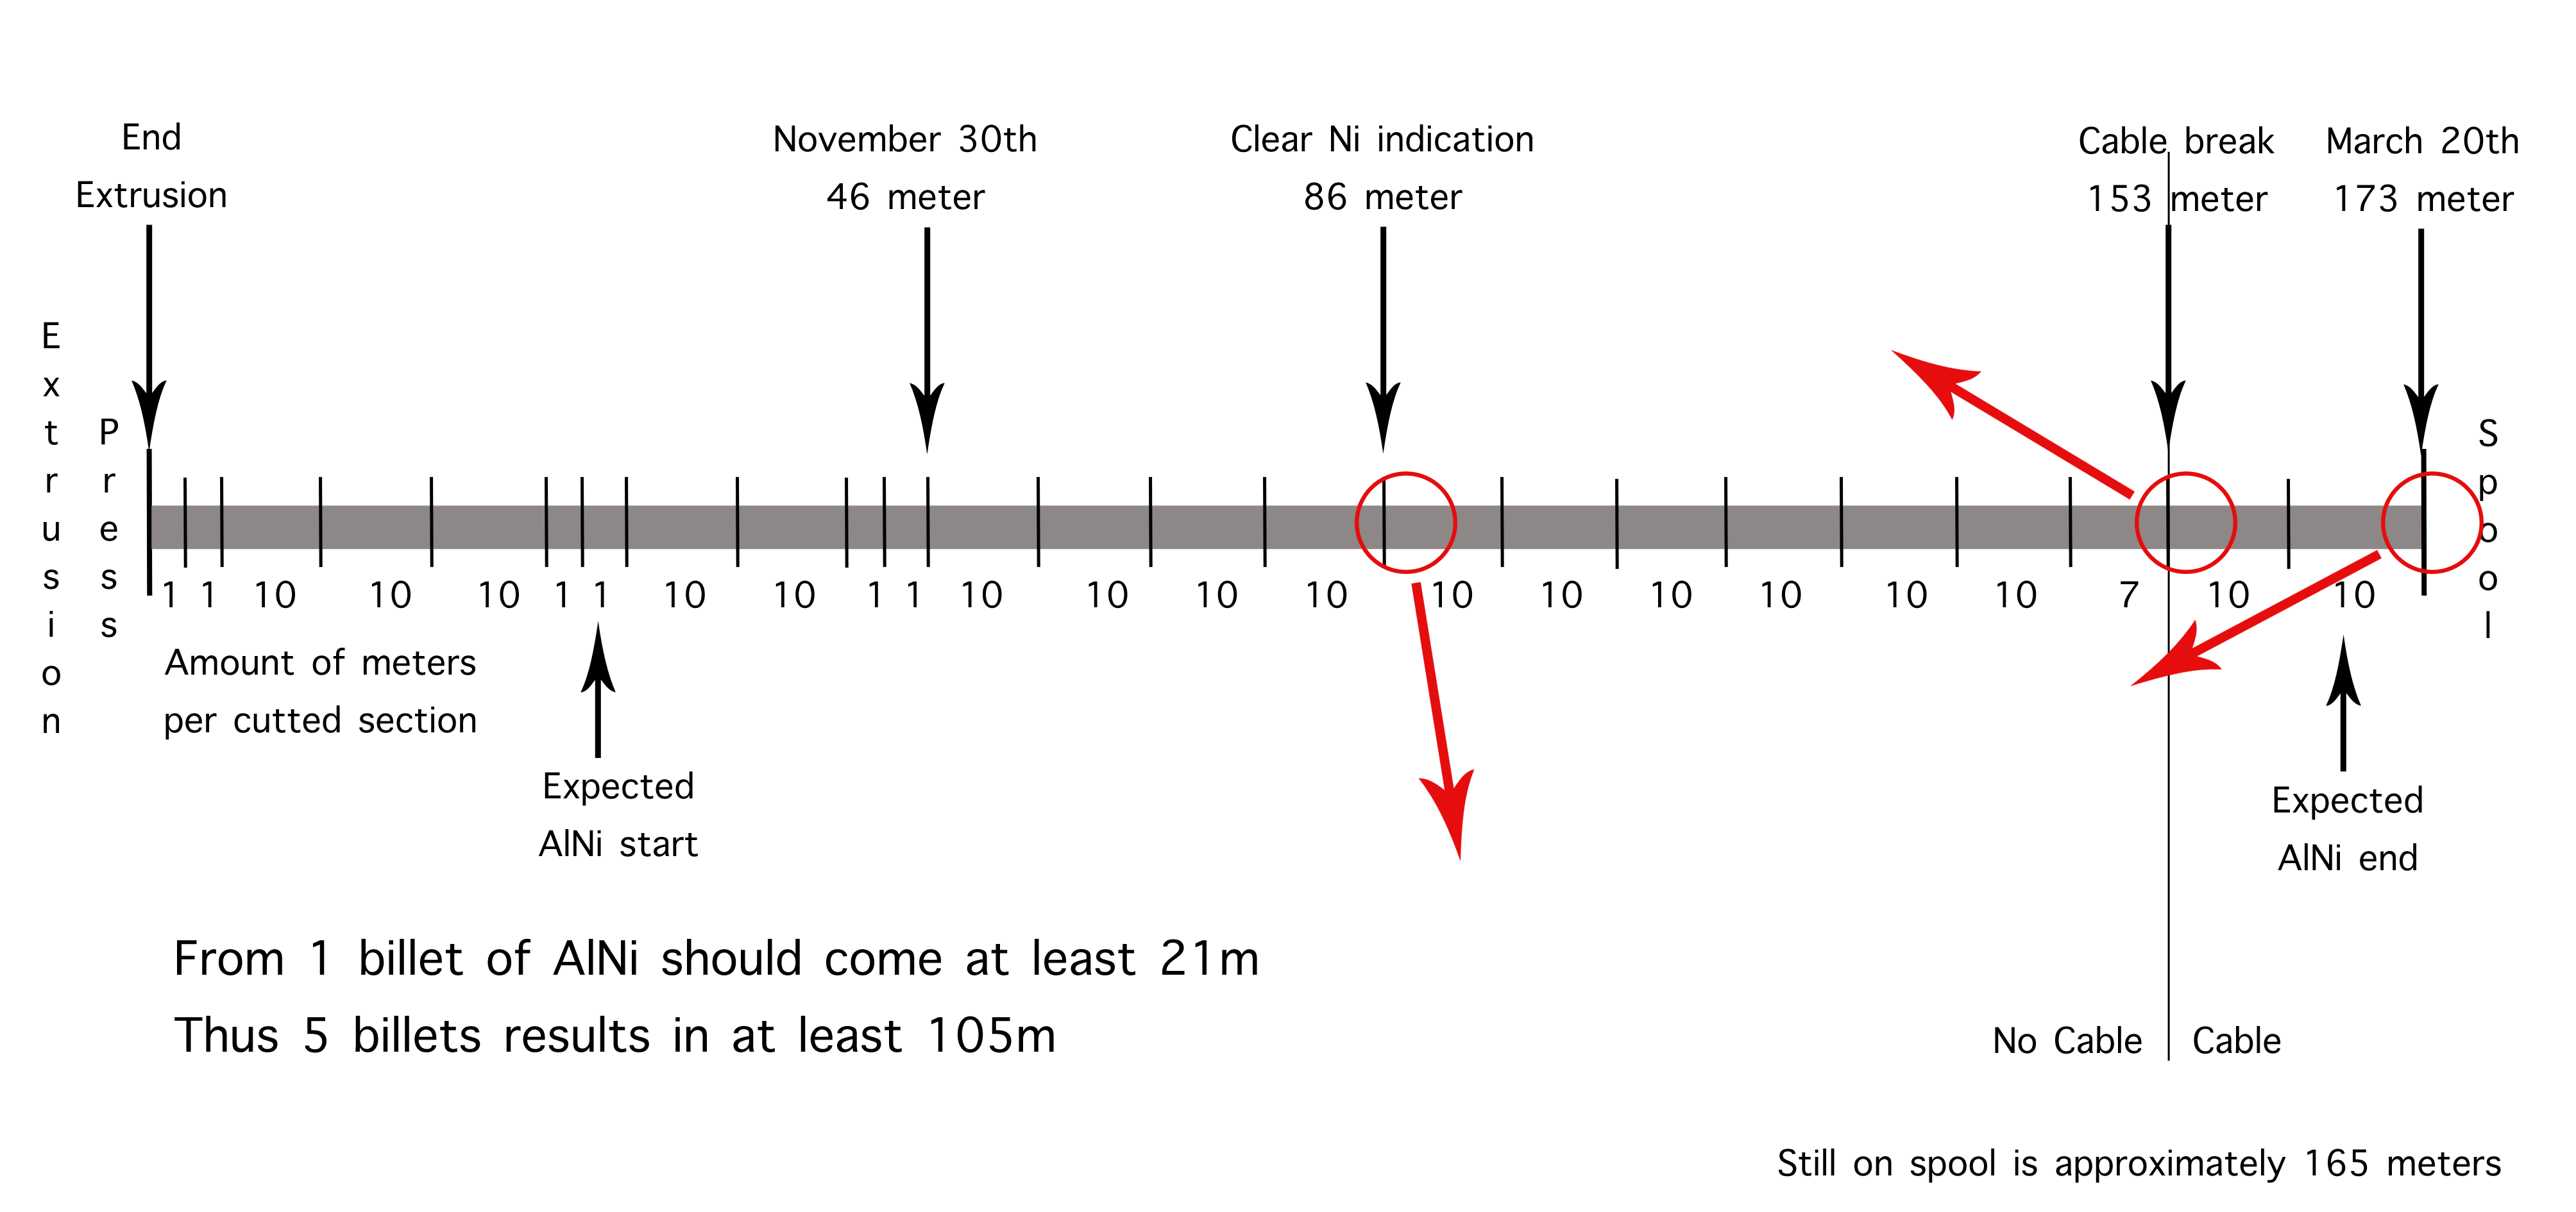 End
Extrusion
November 30th
46 meter
Clear Ni indication
86 meter
Cable break
153 meter
March 20th
173 meter
Extrusion
Press
Spool
1 1 10 10 10 1 1 10 10 1 1 10 10 10 10 10 10 10 10 10 10 7 10 10
Amount of meters
per cutted section
Expected
AlNi start
Expected
AlNi end
From 1 billet of AlNi should come at least 21m
Thus 5 billets results in at least 105m
No Cable
Cable
Still on spool is approximately 165 meters